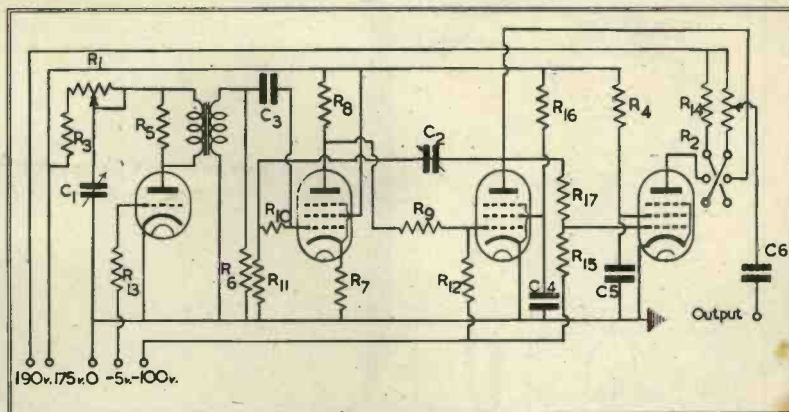 R1
R3
C1
R5
R13
C3
R6
R10
R11
R8
R7
C2
R9
R12
R16
C4
R17
R15
R4
C5
R14
R2
C6
Output
190v. 175v. 0 -5v. -100v.